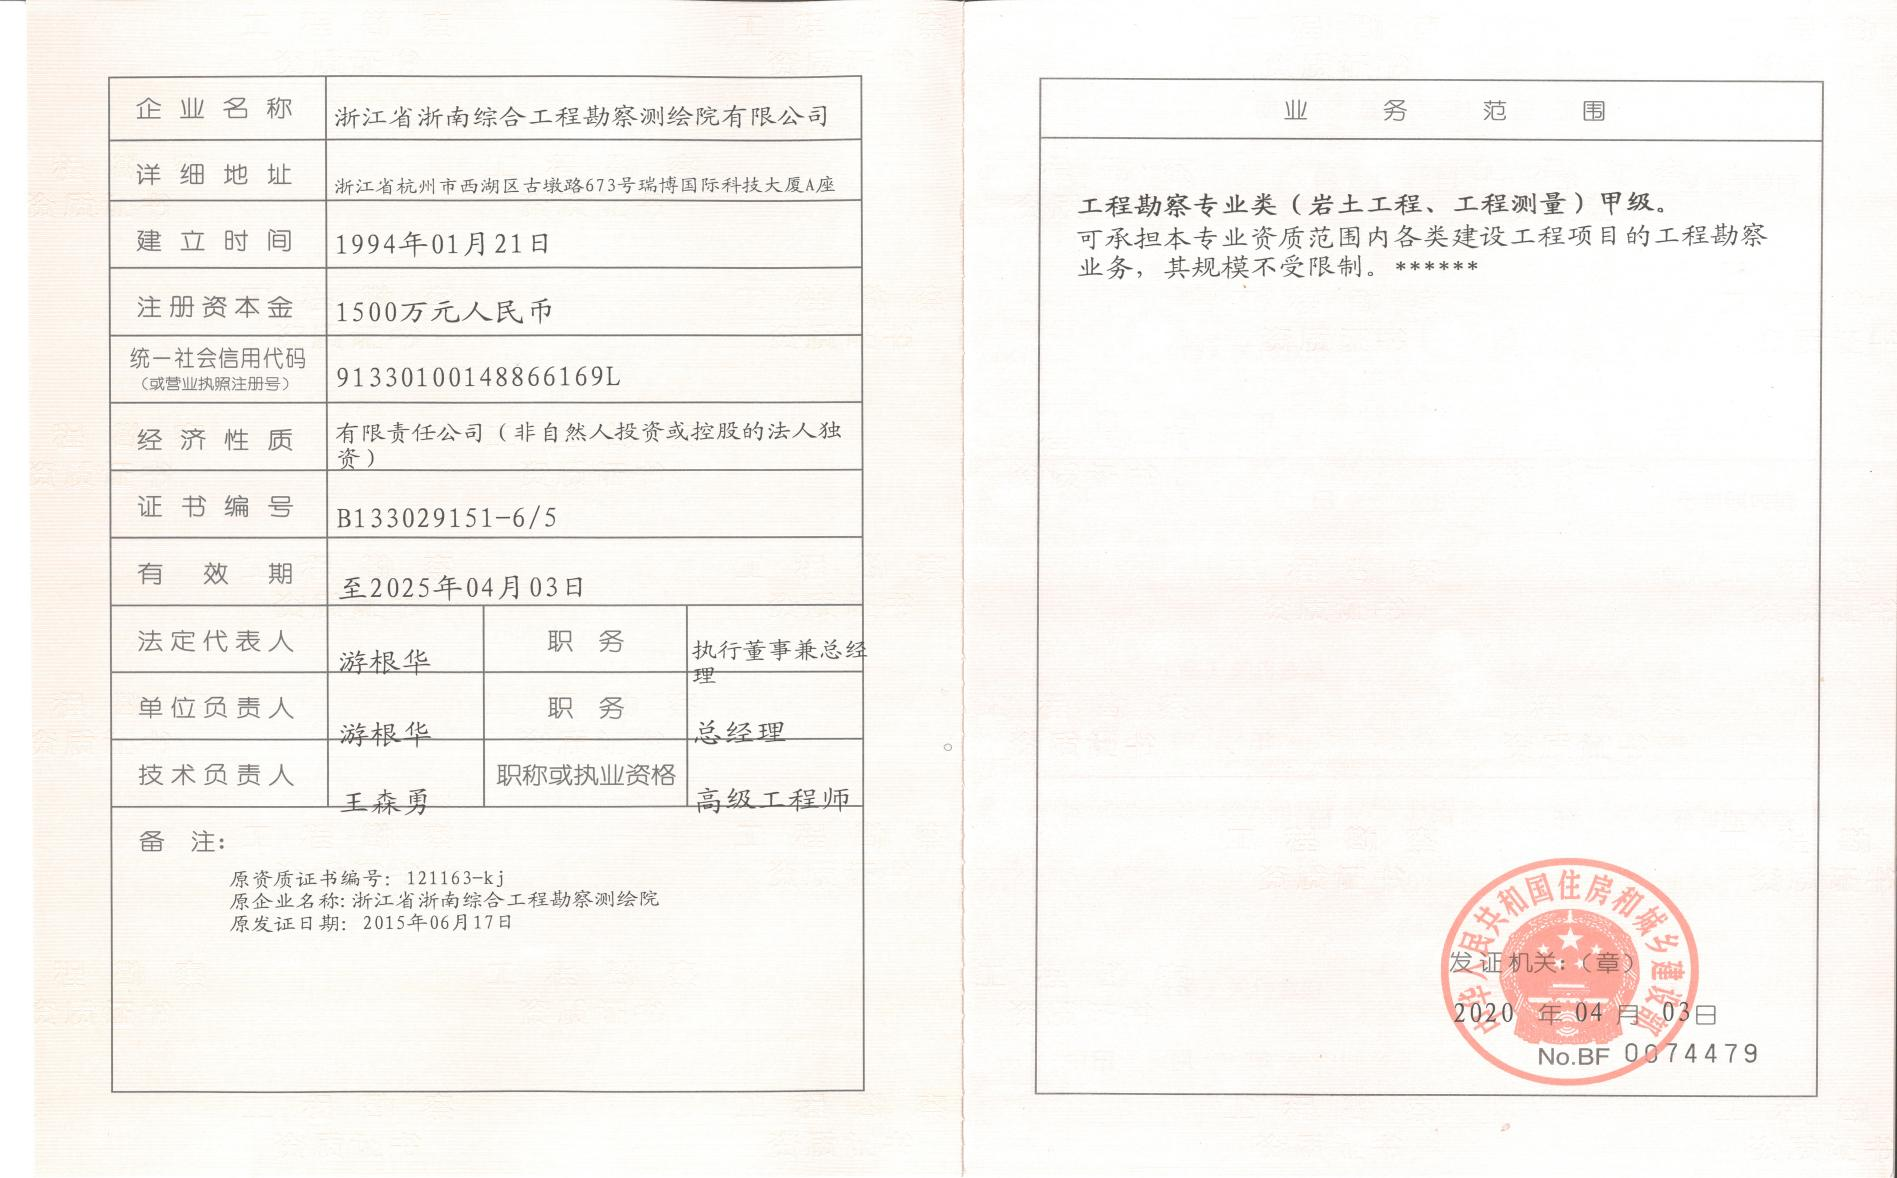 企业名称 浙江省浙南综合工程勘察测绘院有限公司
详细地址 浙江省杭州市西湖区古墩路673号瑞博国际科技大厦A座
建立时间 1994年01月21日
注册资本金 1500万元人民币
统一社会信用代码
（或营业执照注册号）
91330100148866169L
经济性质 有限责任公司（非自然人投资或控股的法人独
资）
证书编号 B133029151-6/5
有效期 至2025年04月03日
法定代表人 游根华 职务 执行董事兼总经
理
单位负责人 游根华 职务 总经理
技术负责人 王森勇 职称或执业资格 高级工程师
备注：
原资质证书编号：121163-kj
原企业名称：浙江省浙南综合工程勘察测绘院
原发证日期：2015年06月17日
业务范围
工程勘察专业类（岩土工程、工程测量）甲级。
可承担本专业资质范围内各类建设工程项目的工程勘察
业务，其规模不受限制。******
中华人民共和国住房和城乡建设部
发证机关：（章）
2020年04月03日
No.BF 0074479